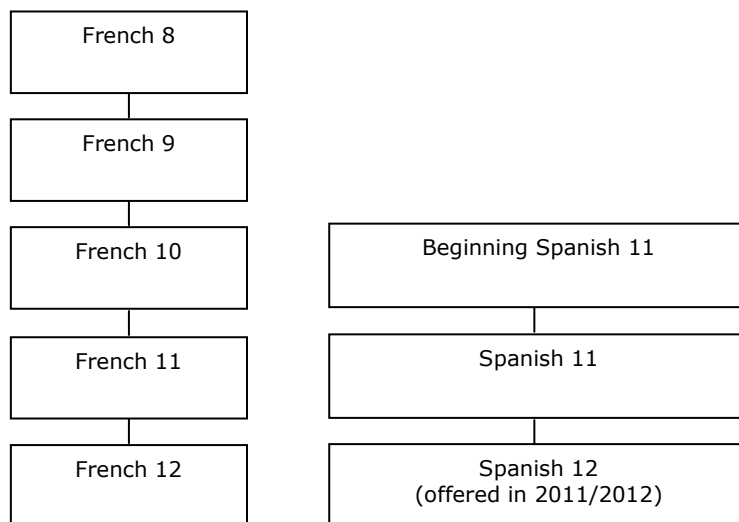 French 8
French 9
French 10
Beginning Spanish 11
French 11
Spanish 11
French 12
Spanish 12
(offered in 2011/2012)